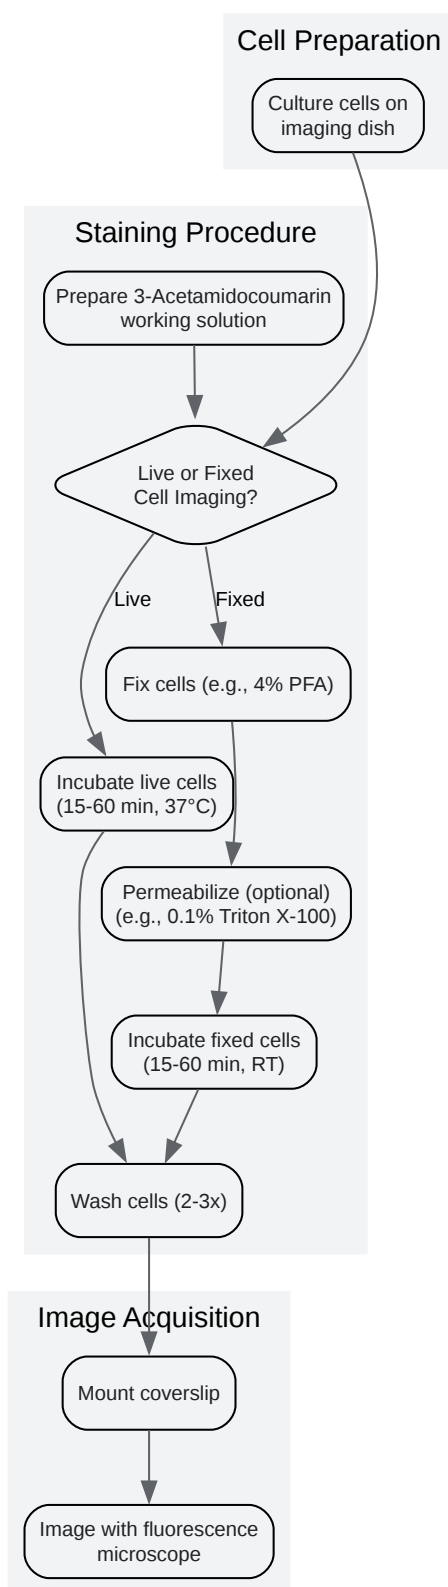 Cell Preparation
Culture cells on
imaging dish
Staining Procedure
Prepare 3-Acetamidocoumarin
working solution
Live or Fixed
Cell Imaging?
Live
Fixed
Fix cells (e.g., 4% PFA)
Incubate live cells
(15-60 min, 37°C)
Permeabilize (optional)
(e.g., 0.1% Triton X-100)
Incubate fixed cells
(15-60 min, RT)
Wash cells (2-3x)
Image Acquisition
Mount coverslip
Image with fluorescence
microscope